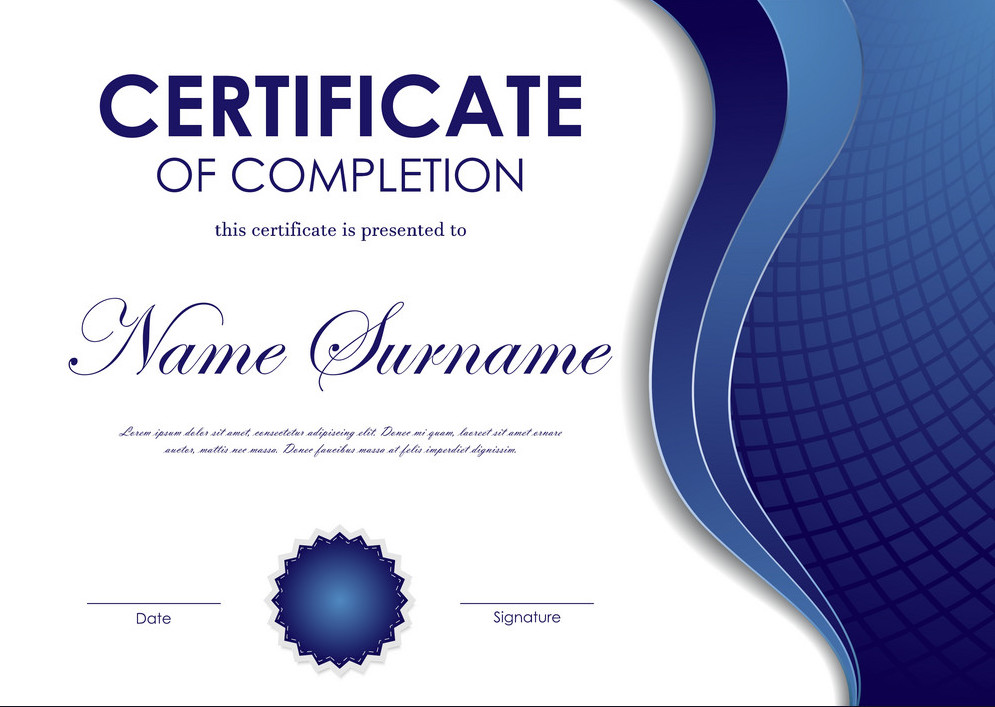 CERTIFICATE
OF COMPLETION
this certificate is presented to
Name Surname
Lorem ipsum dolor sit amet, consectetur adipiscing elit. Donec mi quam, laoreet sit amet ornare
auctor, mattis nec massa. Donec faucibus massa at felis imperdiet dignissim.
Date
Signature